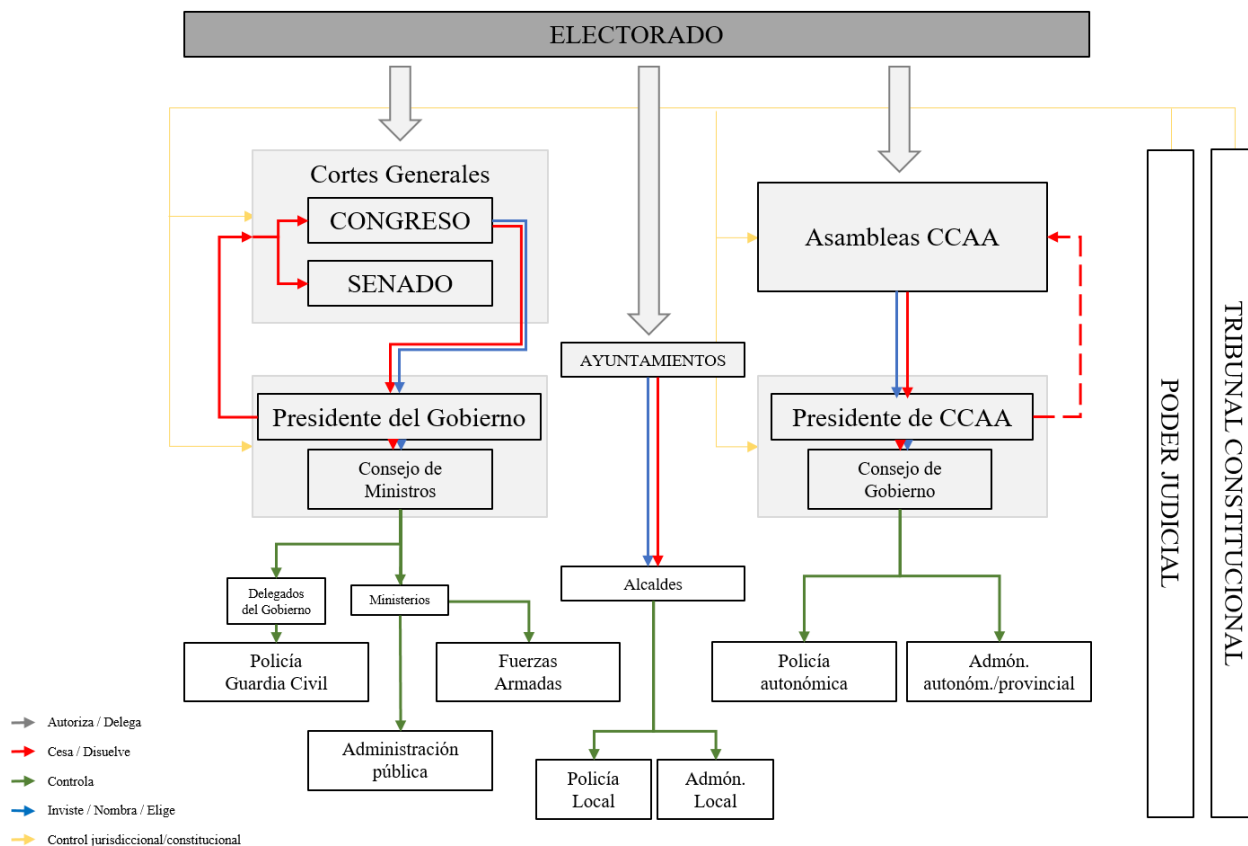 ELECTORADO
Cortes Generales
CONGRESO
SENADO
Asambleas CCAA
AYUNTAMIENTOS
Presidente del Gobierno
Consejo de
Ministros
Presidente de CCAA
Consejo de
Gobierno
Delegados
del Gobierno
Ministerios
Alcaldes
Policía
Guardia Civil
Fuerzas
Armadas
Policía
autonómica
Admón.
autonóm./provincial
Administración
pública
Policía
Local
Admón.
Local
PODER JUDICIAL
TRIBUNAL CONSTITUCIONAL
Autoriza / Delega
Cesa / Disuelve
Controla
Inviste / Nombra / Elige
Control jurisdiccional/constitucional